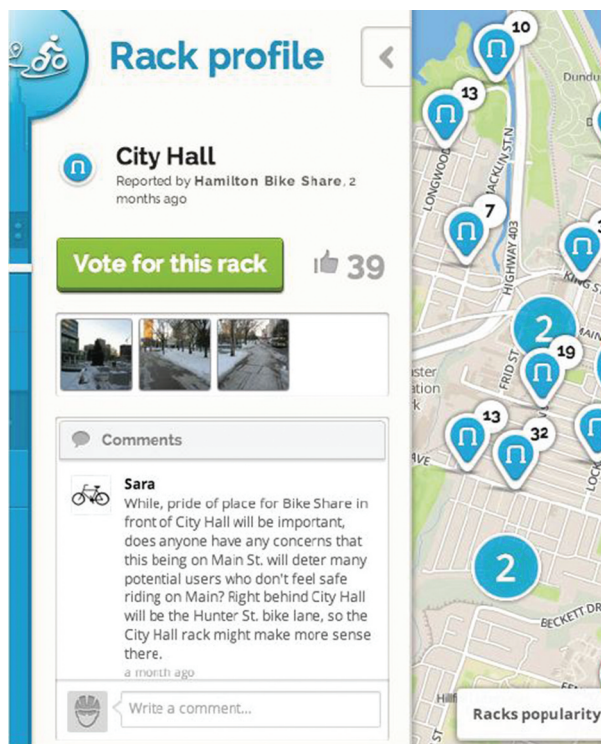 Rack profile
City Hall
Reported by Hamilton Bike Share, 2
months ago
Vote for this rack
39
Comments
Sara
While, pride of place for Bike Share in
front of City Hall will be important,
does anyone have any concerns that
this being on Main St. will deter many
potential users who don't feel safe
riding on Main? Right behind City Hall
will be the Hunter St. bike lane, so the
City Hall rack might make more sense
there.
a month ago
Write a comment...
10
13
7
2
19
13
32
2
LONGWOOD
HIGHWAY 403
FRID ST.
AVE
BECKETT DR
ST
Racks popularity